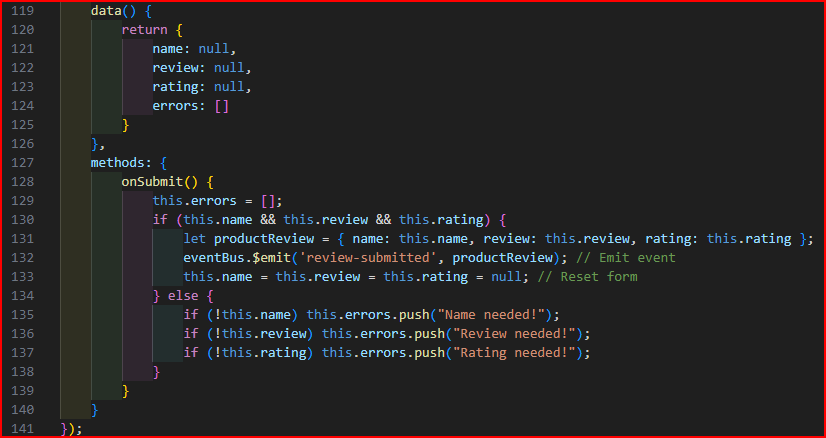 119 data() {
120 return {
121 name: null,
122 review: null,
123 rating: null,
124 errors: []
125 }
126 },
127 methods: {
128 onSubmit() {
129 this.errors = [];
130 if (this.name && this.review && this.rating) {
131 let productReview = { name: this.name, review: this.review, rating: this.rating };
132 eventBus.$emit('review-submitted', productReview); // Emit event
133 this.name = this.review = this.rating = null; // Reset form
134 } else {
135 if (!this.name) this.errors.push("Name needed!");
136 if (!this.review) this.errors.push("Review needed!");
137 if (!this.rating) this.errors.push("Rating needed!");
138 }
139 }
140 }
141 });